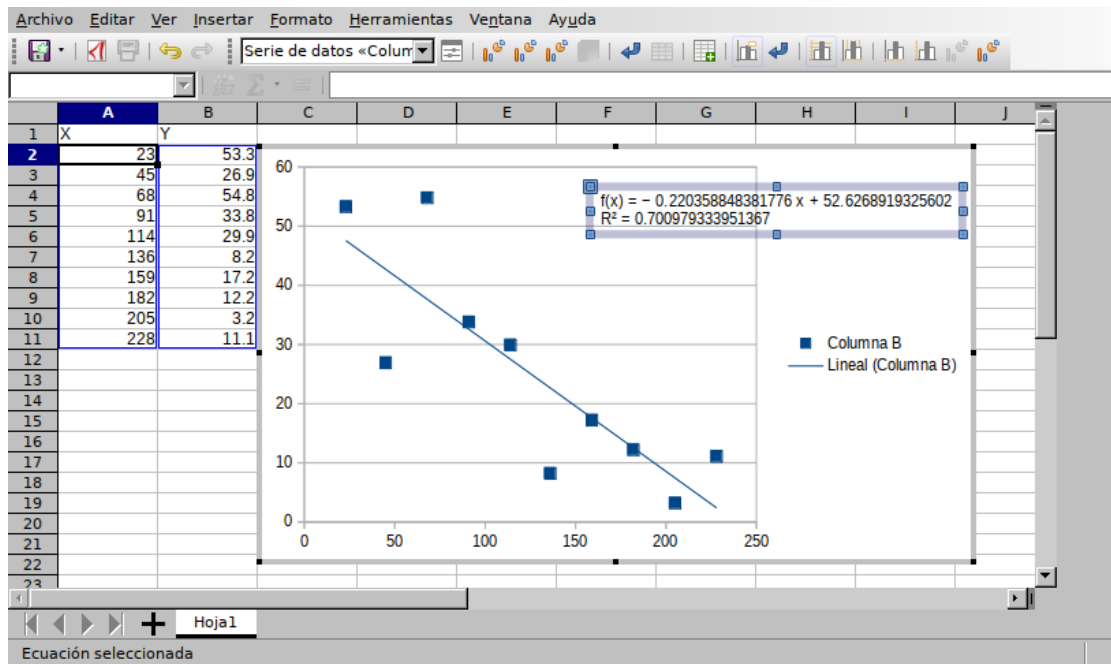 Archivo Editar Ver Insertar Formato Herramientas Ventana Ayuda
Serie de datos «Colum
A B C D E F G H I J
1 X Y
2 23 53.3
3 45 26.9
4 68 54.8
5 91 33.8
6 114 29.9
7 136 8.2
8 159 17.2
9 182 12.2
10 205 3.2
11 228 11.1
12
13
14
15
16
17
18
19
20
21
22
23
60
50
40
30
20
10
0
0 50 100 150 200 250
f(x) = − 0.220358848381776 x + 52.6268919325602
R² = 0.700979333951367
Columna B
Lineal (Columna B)
Hoja1
Ecuación seleccionada